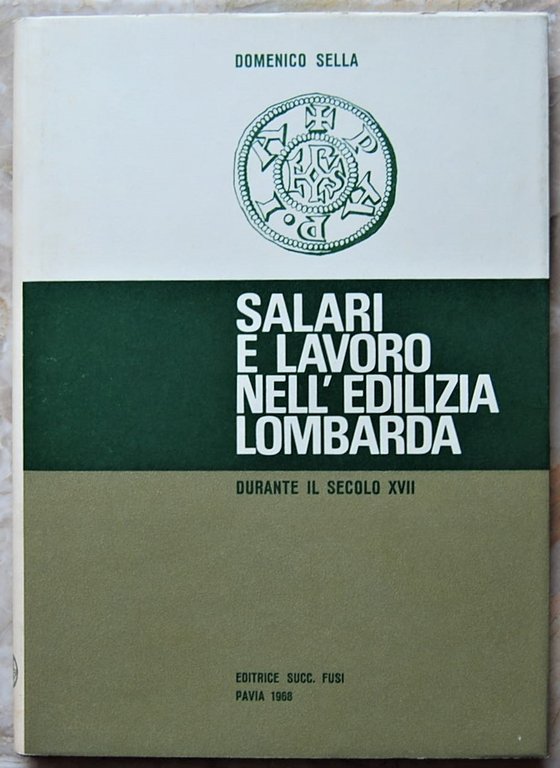 DOMENICO SELLA
SALARI
E LAVORO
NELL'EDILIZIA
LOMBARDA
DURANTE IL SECOLO XVII
EDITRICE SUCC. FUSI
PAVIA 1968